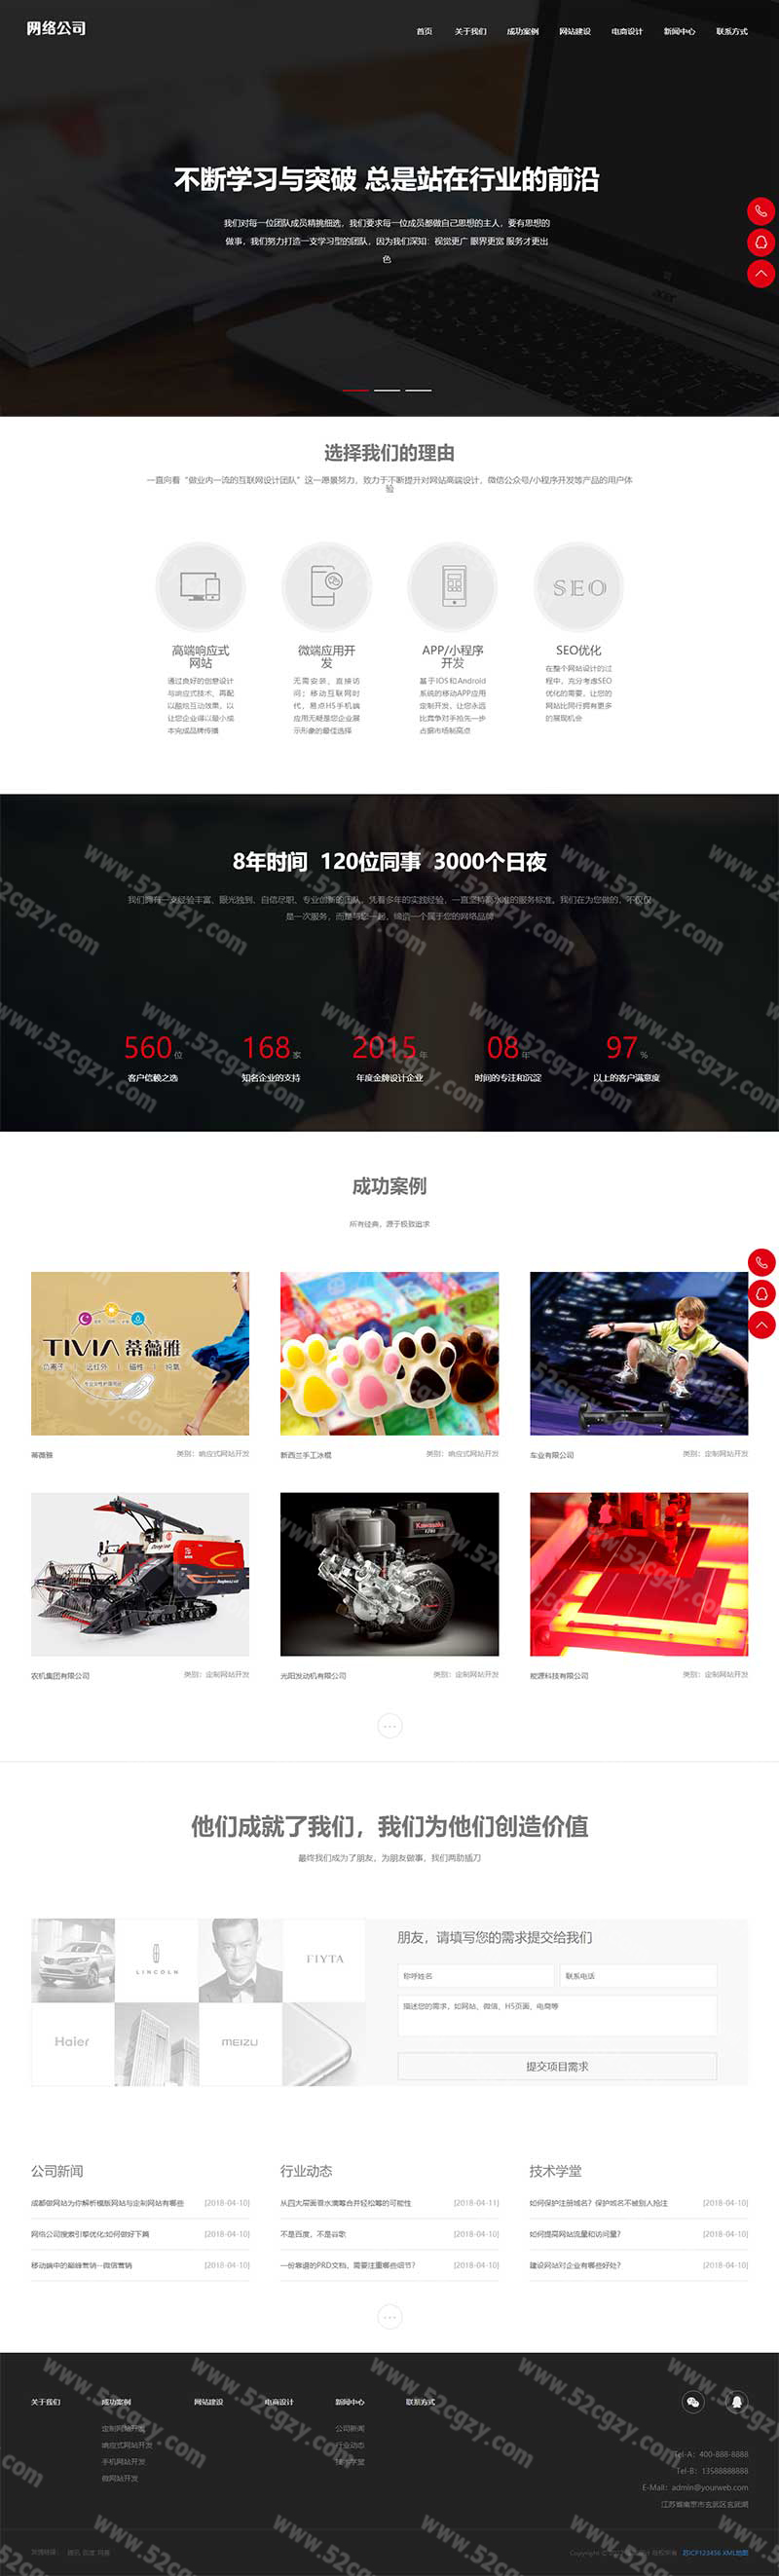 网络公司
首页 关于我们 成功案例 网站建设 电商设计 新闻中心 联系方式
不断学习与突破 总是站在行业的前沿
我们对每一位团队成员精挑细选，我们要求每一位成员都做自己思想的主人，要有思想的
做事，我们努力打造一支学习型的团队，因为我们深知：视觉更广 眼界更宽 服务才更出
色
acer
选择我们的理由
一直向着“做业内一流的互联网设计团队”这一愿景努力，致力于不断提升对网站高端设计，微信公众号/小程序开发等产品的用户体
验
SEO
高端响应式
网站
通过良好的创意设计
与响应式技术，再配
以酷炫互动效果，以
让您企业得以最小成
本完成品牌传播
微端应用开
发
无需安装，直接访
问；移动互联网时
代，易点H5手机端
应用无疑是您企业展
示形象的最佳选择
APP/小程序
开发
基于IOS和Android
系统的移动APP应用
定制开发，让您永远
比竞争对手抢先一步
占据市场制高点
SEO优化
在整个网站设计的过
程中，充分考虑SEO
优化的需要，让您的
网站比同行拥有更多
的展现机会
8年时间 120位同事 3000个日夜
我们拥有一支经验丰富、眼光独到、自信尽职、专业创新的团队，凭着多年的实践经验，一直坚持高水准的服务标准。我们在为您做的，不仅仅
是一次服务，而是与您一起，缔造一个属于您的网络品牌
560 位
客户信赖之选
168 家
知名企业的支持
2015 年
年度金牌设计企业
08 年
时间的专注和沉淀
97 %
以上的客户满意度
www.52cgzy.com
成功案例
所有经典，源于极致追求
TIVIA 蒂薇雅
负离子 | 远红外 | 磁性 | 纯氧
蒂薇雅 类别：响应式网站开发
新西兰手工冰棍 类别：响应式网站开发
车业有限公司 类别：定制网站开发
Kawasaki
农机集团有限公司 类别：定制网站开发
光阳发动机有限公司 类别：定制网站开发
能源科技有限公司 类别：定制网站开发
他们成就了我们，我们为他们创造价值
最终我们成为了朋友，为朋友做事，我们两肋插刀
LINCOLN
FIYTA
Haier
MEIZU
朋友，请填写您的需求提交给我们
称呼姓名
联系电话
描述您的需求，如网站、微信、H5页面、电商等
提交项目需求
公司新闻
成都做网站为你解析模版网站与定制网站有哪些 [2018-04-10]
网络公司搜索引擎优化:如何做好下篇 [2018-04-10]
移动端中的巅峰营销--微信营销 [2018-04-10]
行业动态
[2018-04-11]
不是百度，不是谷歌 [2018-04-10]
一份靠谱的PRD文档，需要注重哪些细节? [2018-04-10]
技术学堂
如何保护注册域名？保护域名不被别人抢注 [2018-04-10]
如何提高网站流量和访问量? [2018-04-10]
建设网站对企业有哪些好处? [2018-04-10]
关于我们
成功案例
定制网站开发
响应式网站开发
手机网站开发
微网站开发
网站建设
电商设计
新闻中心
公司新闻
行业动态
技术学堂
联系方式
Tel-A：400-888-8888
Tel-B：13588888888
E-Mail：admin@yourweb.com
江苏省南京市玄武区玄武湖
友情链接：
Copyright © 版权所有 苏ICP123456 XML地图